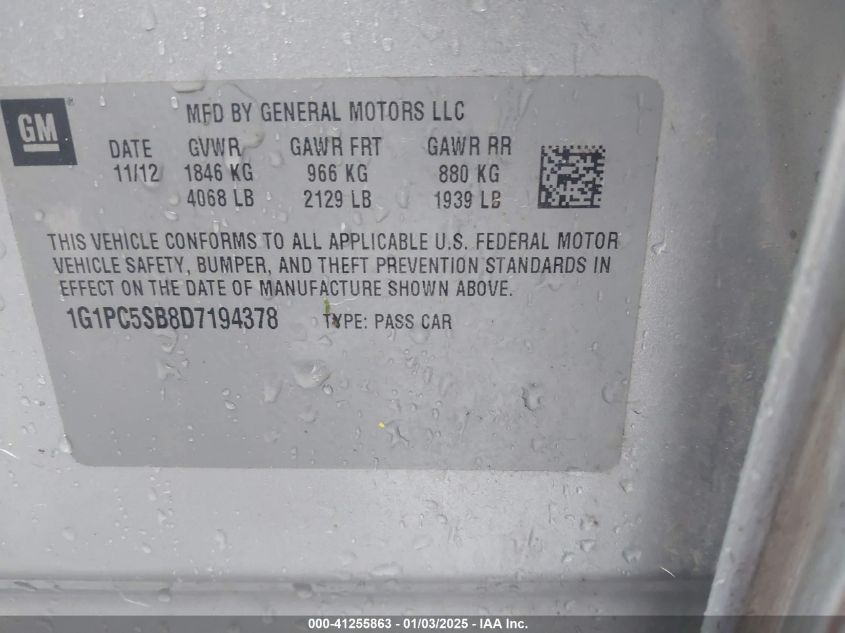 GM
MFD BY GENERAL MOTORS LLC
DATE GVWR GAWR FRT GAWR RR
11/12 1846 KG 966 KG 880 KG
4068 LB 2129 LB 1939 LB
THIS VEHICLE CONFORMS TO ALL APPLICABLE U.S. FEDERAL MOTOR
VEHICLE SAFETY, BUMPER, AND THEFT PREVENTION STANDARDS IN
EFFECT ON THE DATE OF MANUFACTURE SHOWN ABOVE.
1G1PC5SB8D7194378 TYPE: PASS CAR
000-41255863 - 01/03/2025 - IAA Inc.